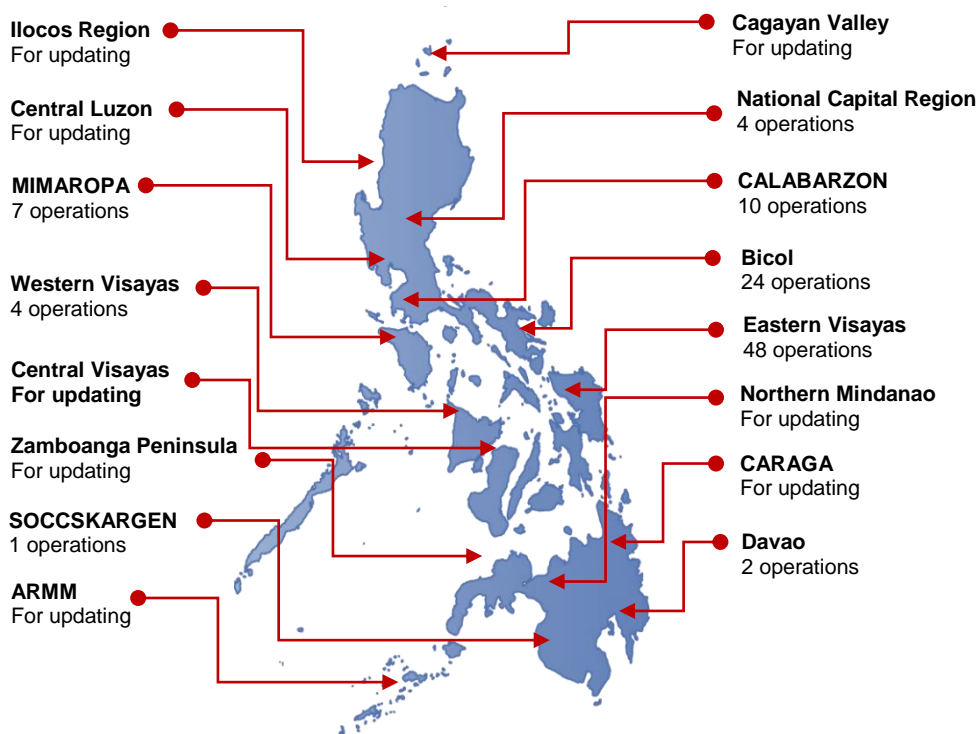 Ilocos Region
For updating
Central Luzon
For updating
MIMAROPA
7 operations
Western Visayas
4 operations
Central Visayas
For updating
Zamboanga Peninsula
For updating
SOCCSKARGEN
1 operations
ARMM
For updating
Cagayan Valley
For updating
National Capital Region
4 operations
CALABARZON
10 operations
Bicol
24 operations
Eastern Visayas
48 operations
Northern Mindanao
For updating
CARAGA
For updating
Davao
2 operations